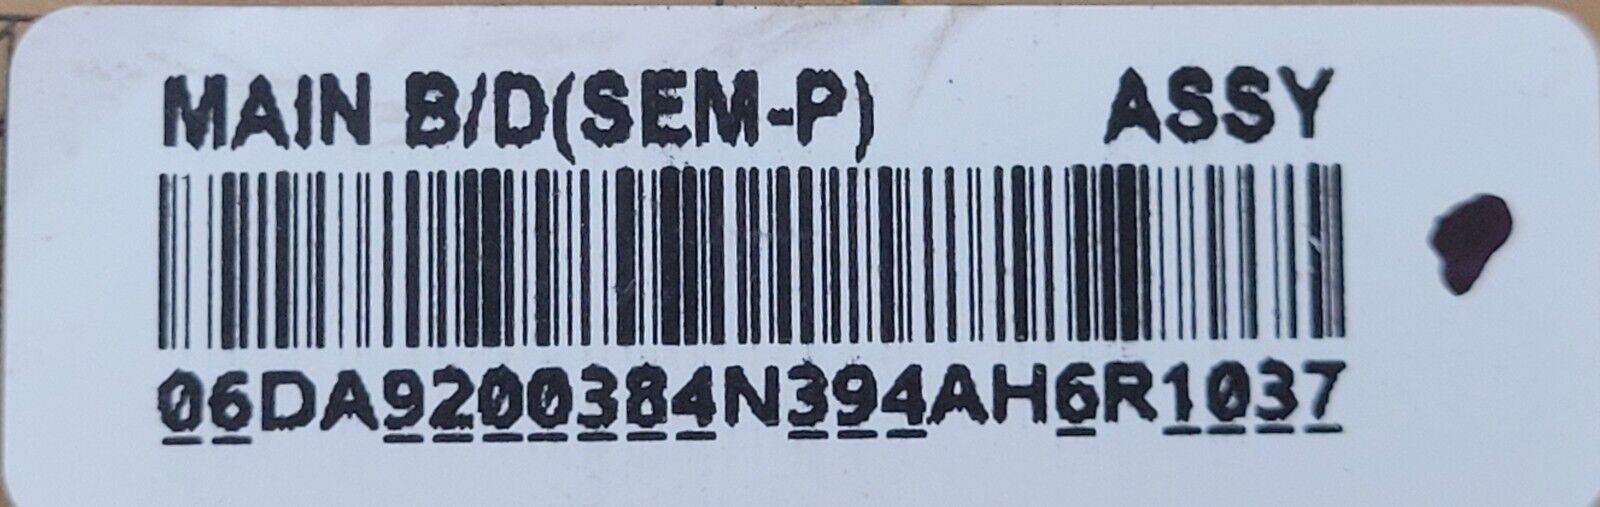 MAIN B/D(SEM-P) ASSY
06DA9200384N394AH6R1037